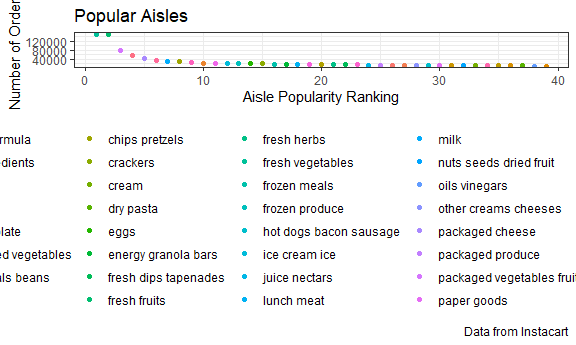 Popular Aisles
Number of Order
120000
80000
40000
0 10 20 30 40
Aisle Popularity Ranking
rmula chips pretzels fresh herbs milk
edients crackers fresh vegetables nuts seeds dried fruit
cream frozen meals oils vinegars
dry pasta frozen produce other creams cheeses
late eggs hot dogs bacon sausage packaged cheese
ed vegetables energy granola bars ice cream ice packaged produce
als beans fresh dips tapenades juice nectars packaged vegetables frui
fresh fruits lunch meat paper goods
Data from Instacart